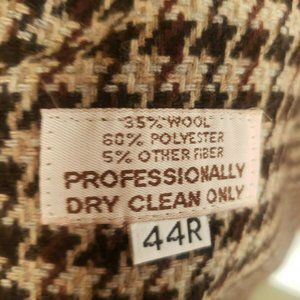 35% WOOL
60% POLYESTER
5% OTHER FIBER
PROFESSIONALLY
DRY CLEAN ONLY
44R